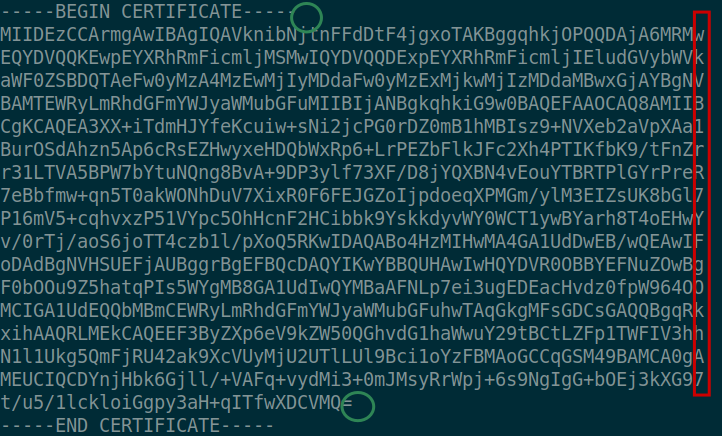 -----BEGIN CERTIFICATE-----
MIIDEzCCArmgAwIBAgIQAVknibNjtnFFdDtF4jgxoTAKBggqhkjOPQQDAjA6MRMw
EQYDVQQKEwpEYXRhRmFicmljMSMwIQYDVQQDExpEYXRhRmFicmljIEludGVybWVk
aWF0ZSBDQTAeFw0yMzA4MzEwMjIyMDdaFw0yMzExMjkwMjIzMDdaMBwxGjAYBgNV
BAMTEWRyLmRhdGFmYWJyaWMubGFuMIIBIjANBgkqhkiG9w0BAQEFAAOCAQ8AMIIB
CgKCAQEA3XX+iTdmHJYfeKcuiw+sNi2jcPG0rDZ0mB1hMBIsz9+NVXeb2aVpXAa1
BurOSdAhzn5Ap6cRsEZHwyxeHDQbWxRp6+LrPEZbFlkJFc2Xh4PTIKfbK9/tFnZr
r31LTVA5BPW7bYtuNQng8BvA+9DP3ylf73XF/D8jYQXBN4vEouYTBRTPlGYrPreR
7eBbfmw+qn5T0akWONhDuV7XixR0F6FEJGZoIjpdoeqXPMGm/ylM3EIZsUK8bGl7
P16mV5+cqhvxzP51VYpc5OhHcnF2HCibbk9YskkdyvWY0WCT1ywBYarh8T4oEHwY
v/0rTj/aoS6joTT4czb1l/pXoQ5RKwIDAQABo4HzMIHwMA4GA1UdDwEB/wQEAwIF
oDAdBgNVHSUEFjAUBggrBgEFBQcDAQYIKwYBBQUHAwIwHQYDVR0OBBYEFNuZOwBg
F0bOOu9Z5hatqPIs5WYgMB8GA1UdIwQYMBaAFNLp7ei3ugEDEacHvdz0fpW964OO
MCIGA1UdEQQbMBmCEWRyLmRhdGFmYWJyaWMubGFuhwTAqGkgMFsGDCsGAQQBgqRk
xihAAQRLMEkCAQEEF3ByZXp6eV9kZW50QGhvdG1haWwuY29tBCtLZFp1TWFIV3hh
N1l1Ukg5QmFjRU42ak9XcVUyMjU2UTlLUl9Bci1oYzFBMAoGCCqGSM49BAMCA0gA
MEUCIQCDYnjHbk6Gjll/+VAFq+vydMi3+0mJMsyRrWpj+6s9NgIgG+bOEj3kXG97
t/u5/1lckloiGgpy3aH+qITfwXDCVMQ=
-----END CERTIFICATE-----